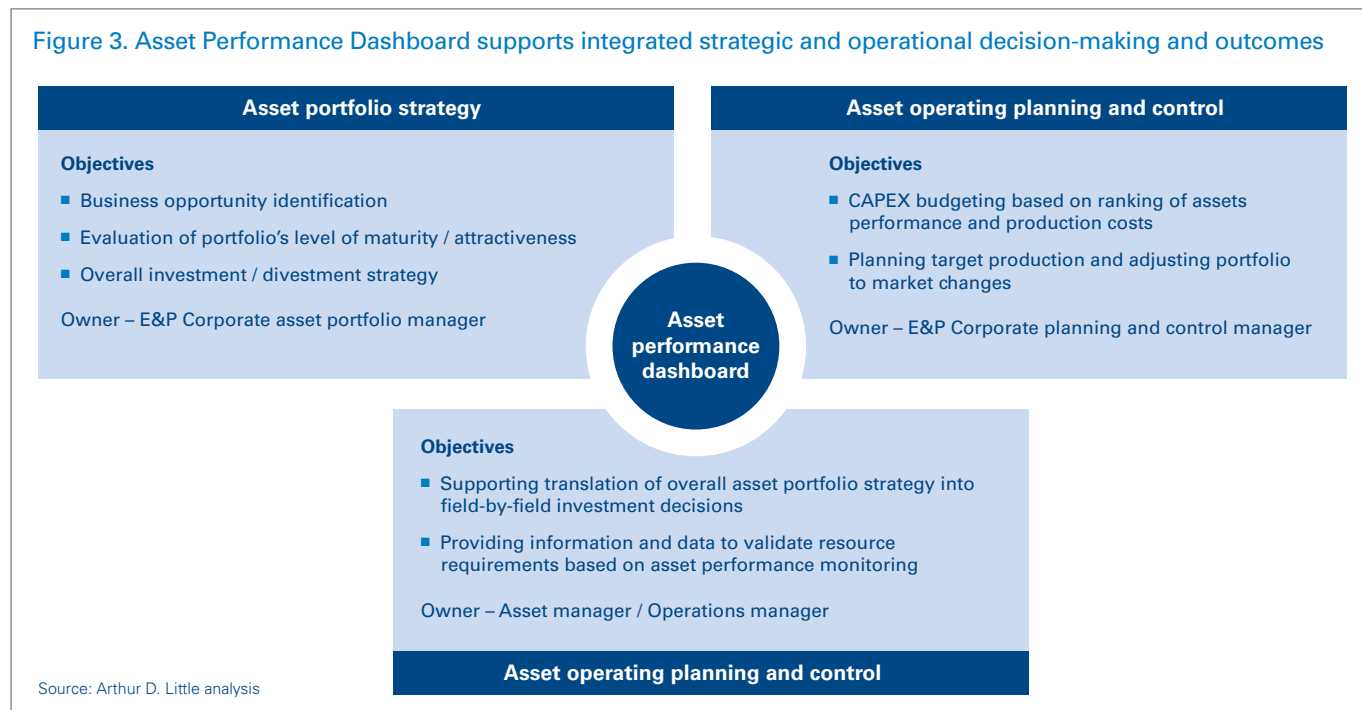 Figure 3. Asset Performance Dashboard supports integrated strategic and operational decision-making and outcomes
Asset portfolio strategy
Objectives
■ Business opportunity identification
■ Evaluation of portfolio's level of maturity / attractiveness
■ Overall investment / divestment strategy
Owner – E&P Corporate asset portfolio manager
Asset operating planning and control
Objectives
■ CAPEX budgeting based on ranking of assets
performance and production costs
■ Planning target production and adjusting portfolio
to market changes
Owner – E&P Corporate planning and control manager
Asset
performance
dashboard
Objectives
■ Supporting translation of overall asset portfolio strategy into
field-by-field investment decisions
■ Providing information and data to validate resource
requirements based on asset performance monitoring
Owner – Asset manager / Operations manager
Asset operating planning and control
Source: Arthur D. Little analysis